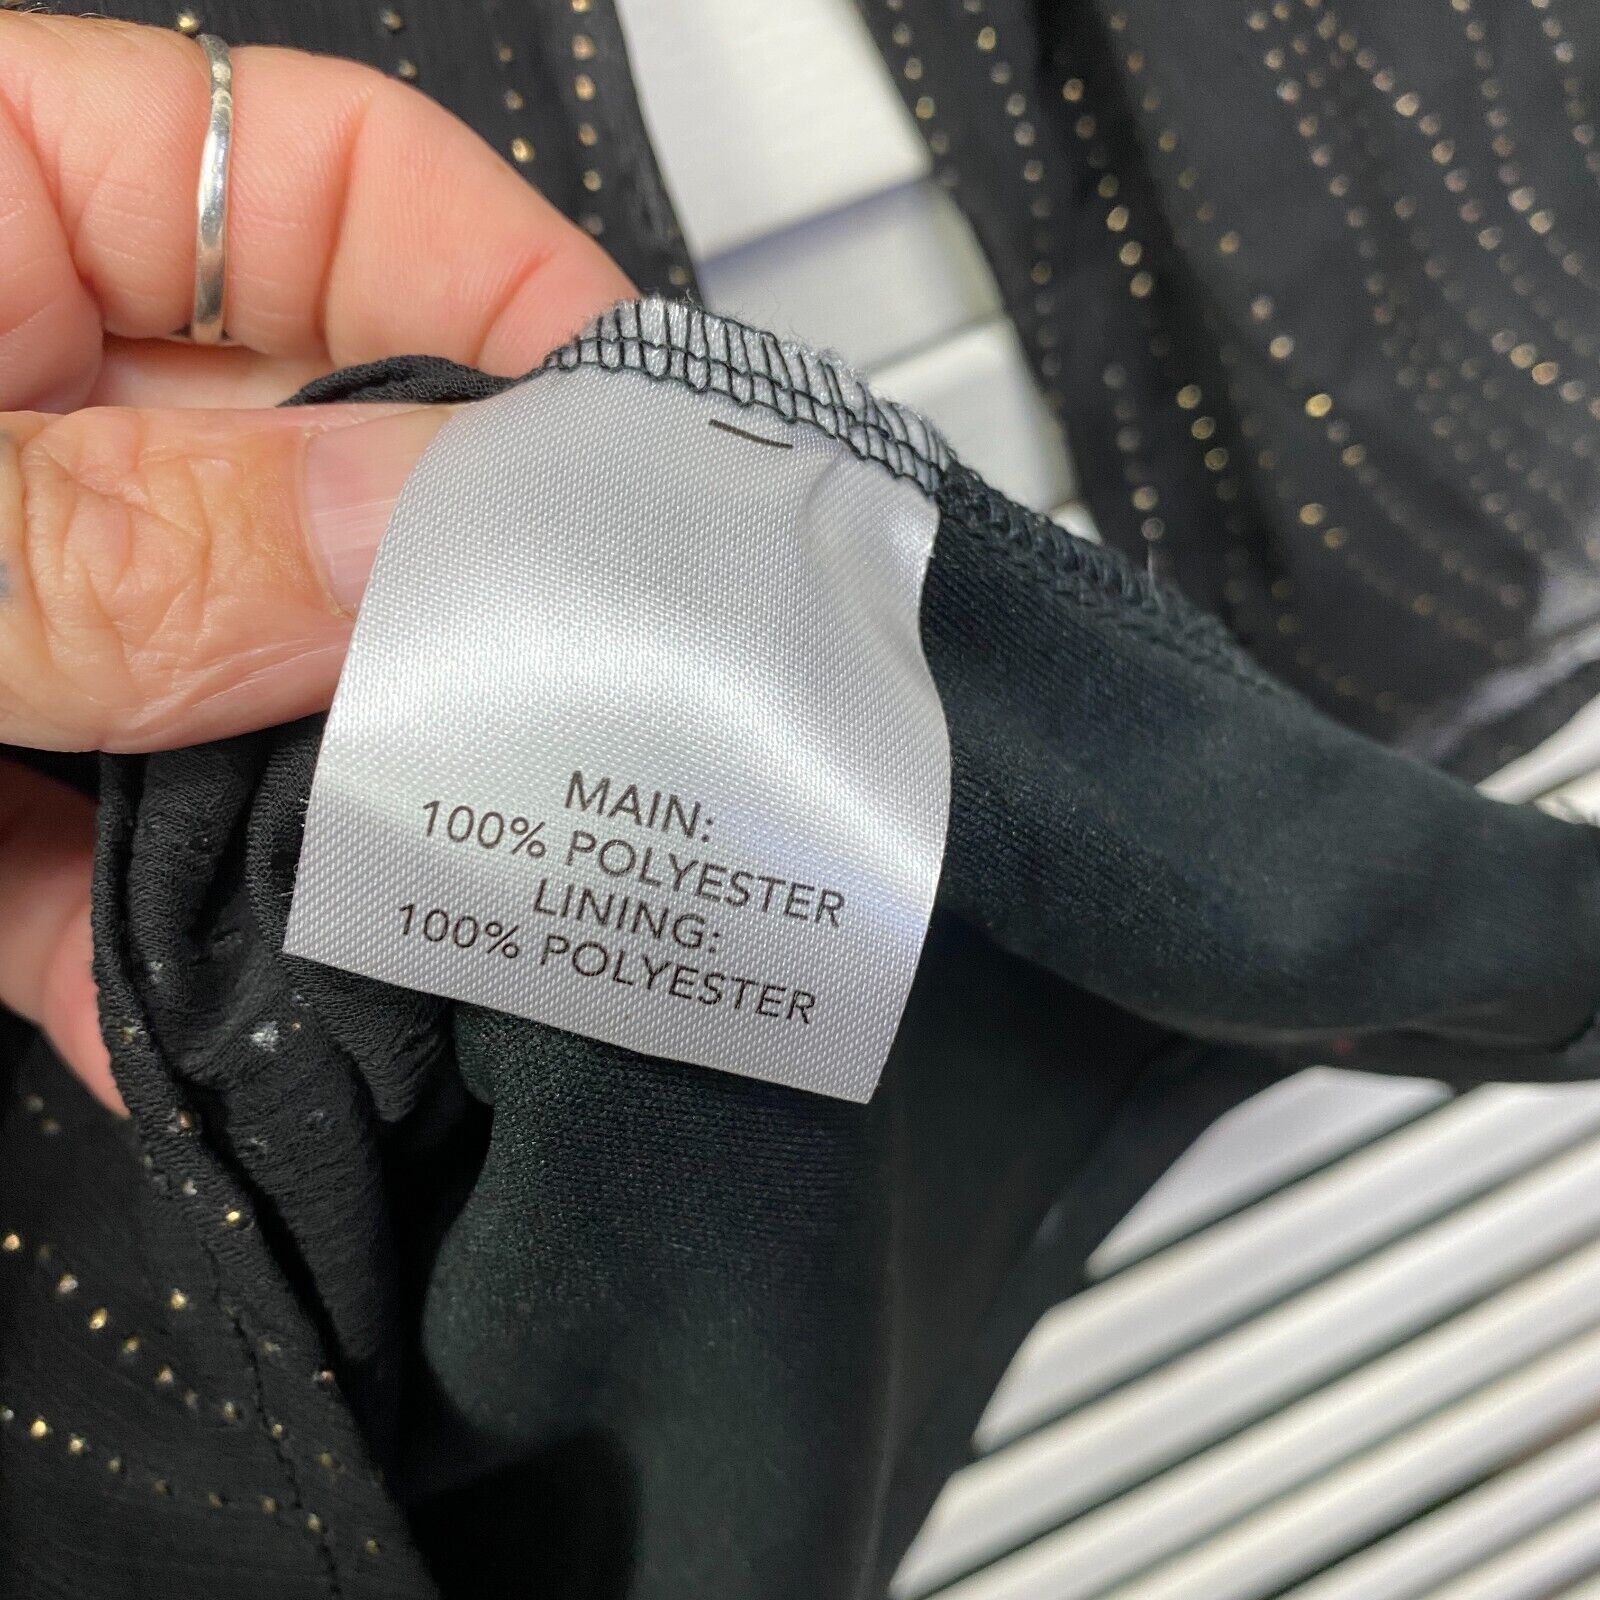 MAIN:
100% POLYESTER
LINING:
100% POLYESTER